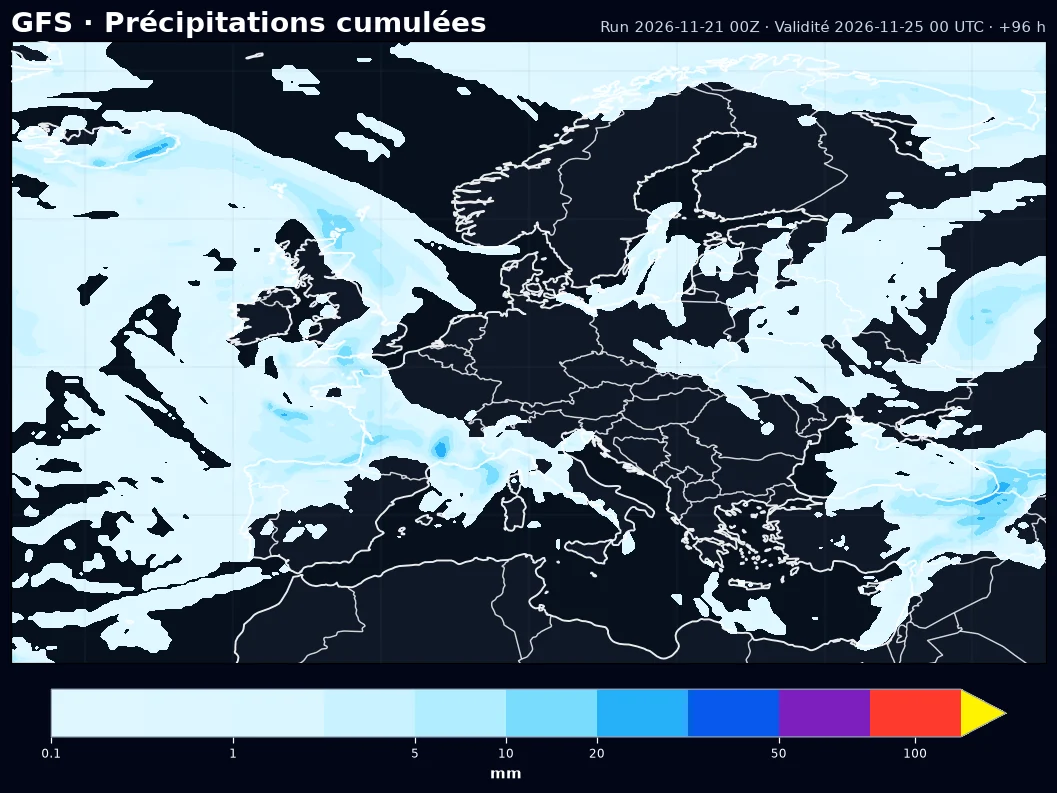 GFS · Précipitations cumulées
Run 2026-11-21 00Z · Validité 2026-11-25 00 UTC · +96 h
0.1 1 5 10 20 50 100
mm